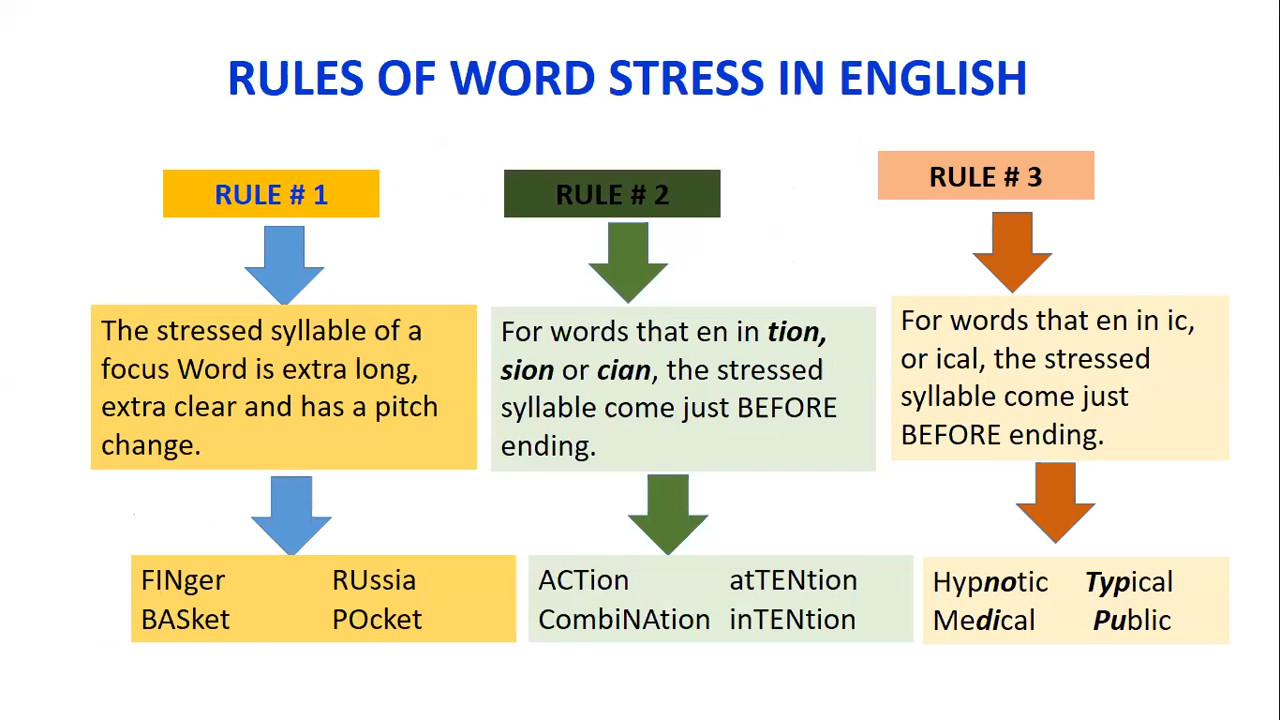 RULES OF WORD STRESS IN ENGLISH
RULE # 1
The stressed syllable of a
focus Word is extra long,
extra clear and has a pitch
change.
FINger RUssia
BASket POcket
RULE # 2
For words that en in tion,
sion or cian, the stressed
syllable come just BEFORE
ending.
ACTion atTENtion
CombiNAtion inTENtion
RULE # 3
For words that en in ic,
or ical, the stressed
syllable come just
BEFORE ending.
Hypnotic Typical
Medical Public